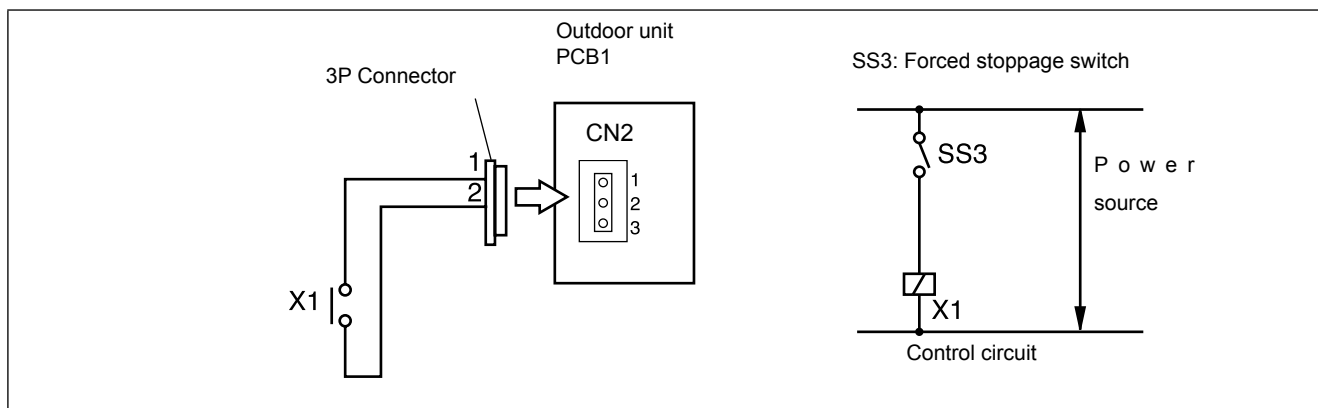 Outdoor unit
PCB1
3P Connector
SS3: Forced stoppage switch
CN2
1
2
1
2
3
X1
SS3
P o w e r
source
X1
Control circuit